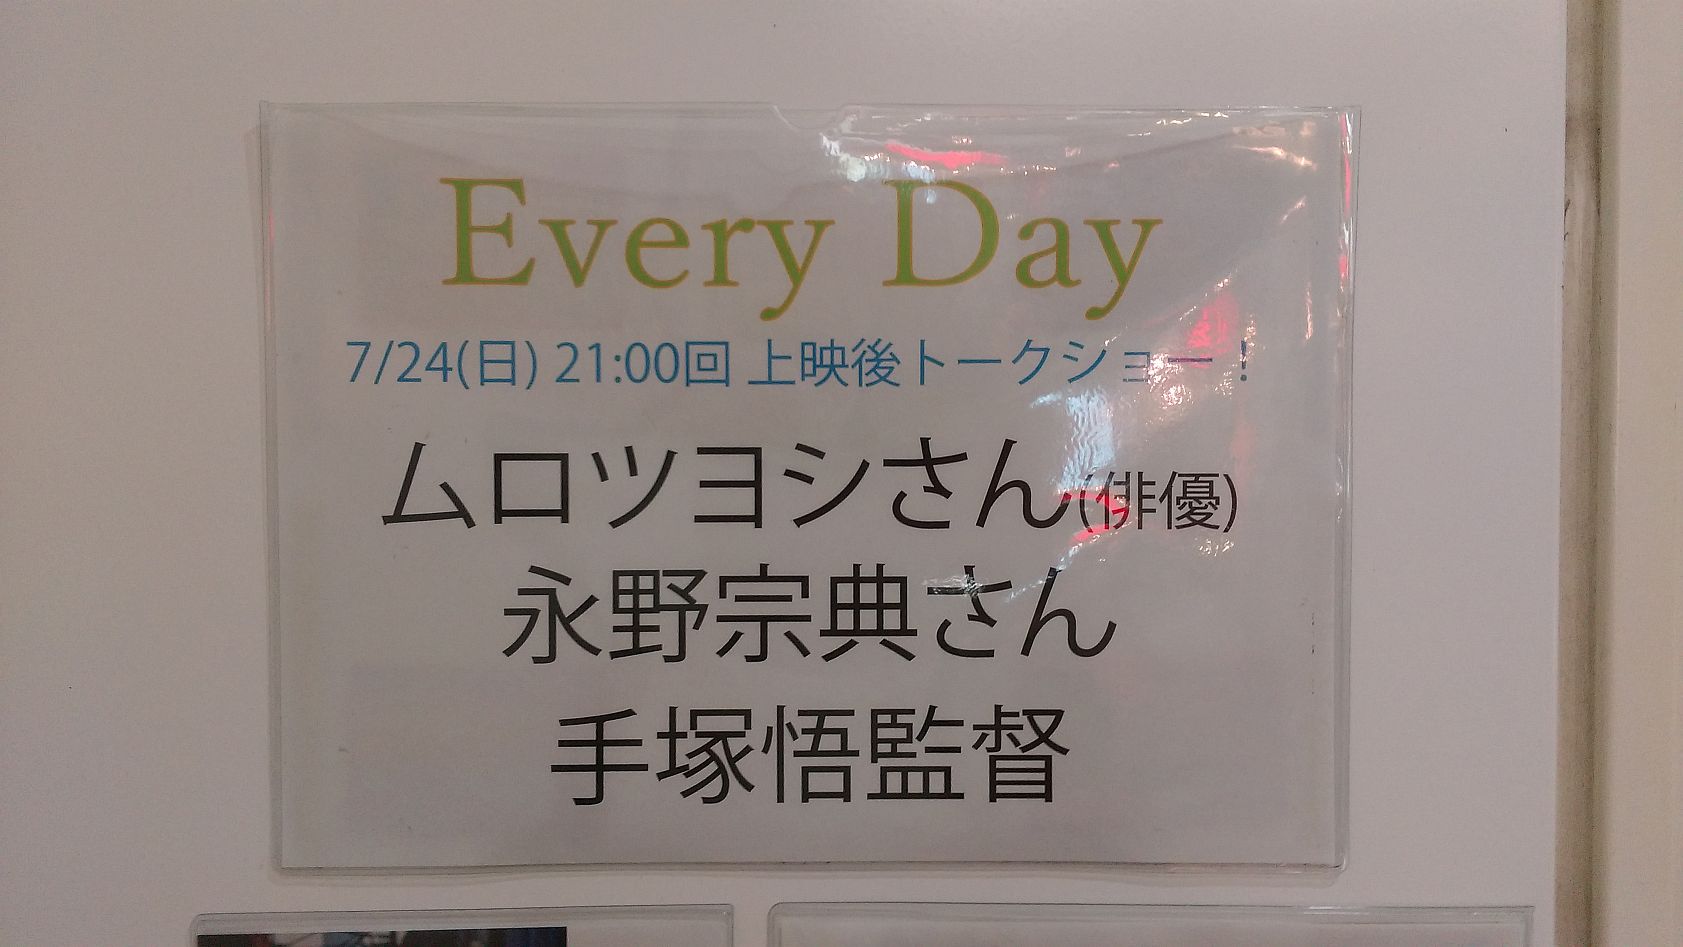 Every Day
7/24(日) 21:00回 上映後トークショー！
ムロツヨシさん(俳優)
永野宗典さん
手塚悟監督